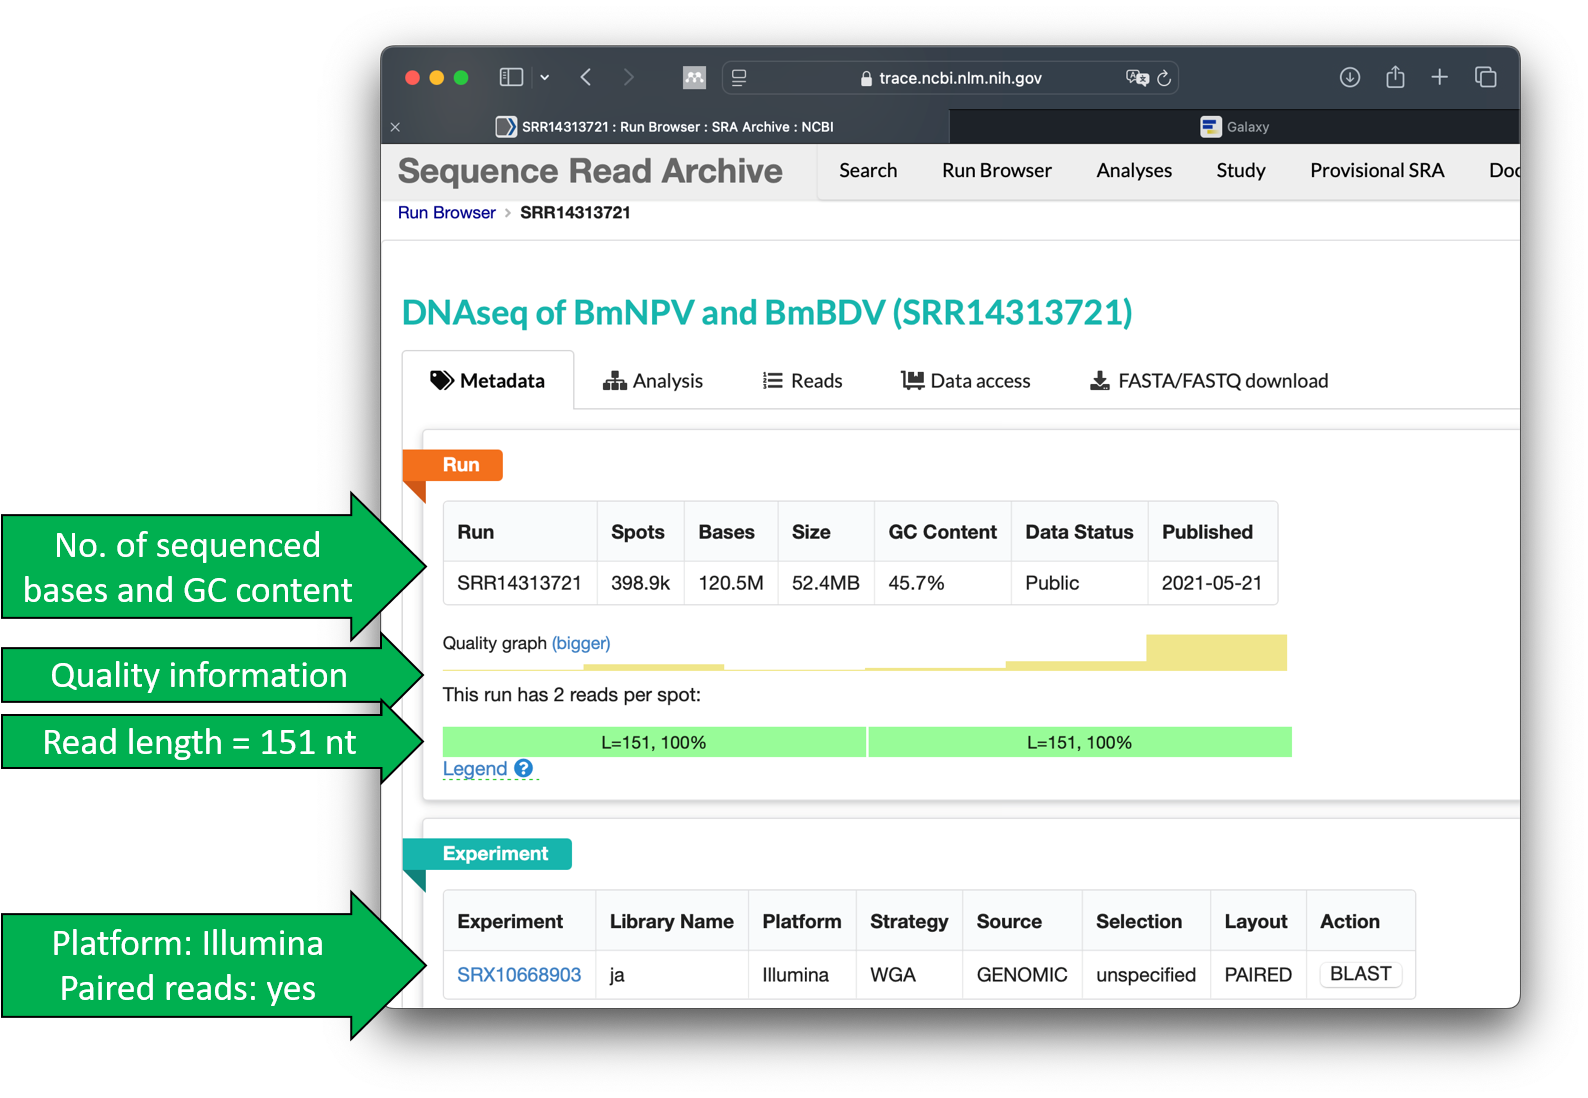 trace.ncbi.nlm.nih.gov
SRR14313721 : Run Browser : SRA Archive : NCBI
Galaxy
Sequence Read Archive
Search Run Browser Analyses Study Provisional SRA Doc
Run Browser > SRR14313721
DNAseq of BmNPV and BmBDV (SRR14313721)
Metadata Analysis Reads Data access FASTA/FASTQ download
Run
Run Spots Bases Size GC Content Data Status Published
SRR14313721 398.9k 120.5M 52.4MB 45.7% Public 2021-05-21
No. of sequenced
bases and GC content
Quality graph (bigger)
Quality information
This run has 2 reads per spot:
Read length = 151 nt
L=151, 100% L=151, 100%
Legend ?
Experiment
Experiment Library Name Platform Strategy Source Selection Layout Action
SRX10668903 ja Illumina WGA GENOMIC unspecified PAIRED BLAST
Platform: Illumina
Paired reads: yes